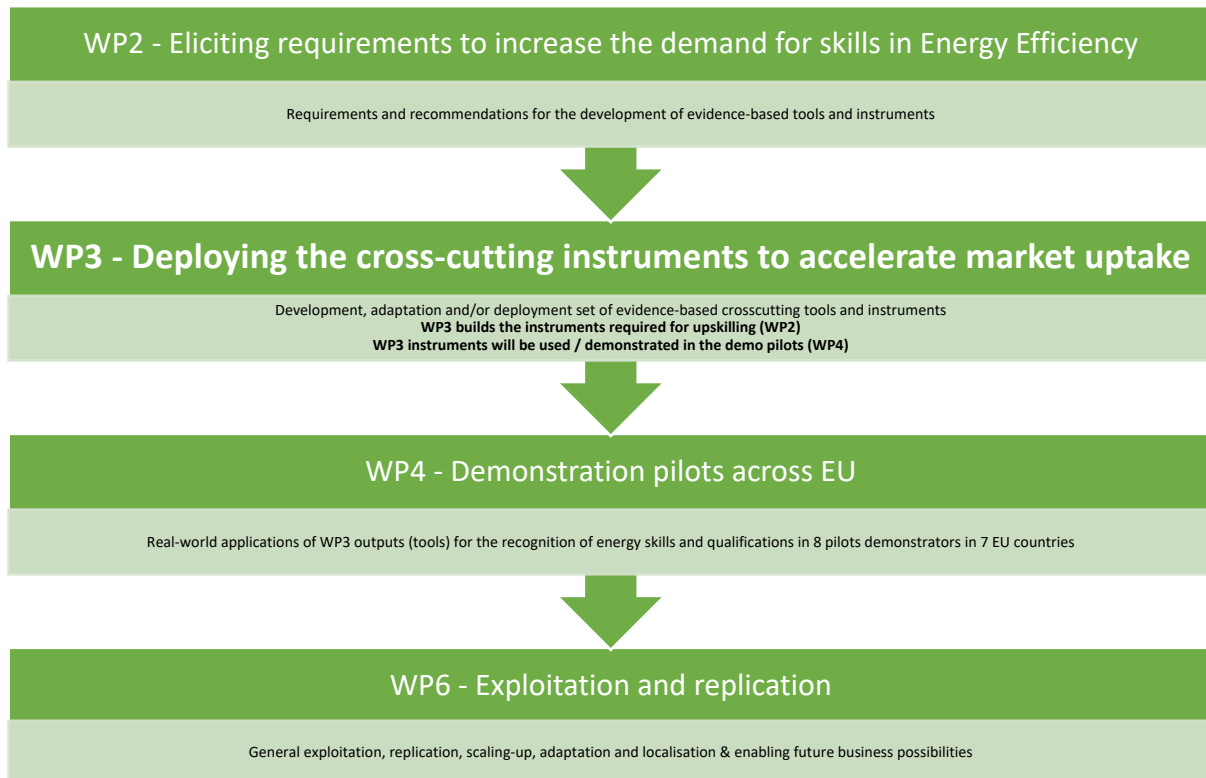 WP2 - Eliciting requirements to increase the demand for skills in Energy Efficiency
Requirements and recommendations for the development of evidence-based tools and instruments
WP3 - Deploying the cross-cutting instruments to accelerate market uptake
Development, adaptation and/or deployment set of evidence-based crosscutting tools and instruments
WP3 builds the instruments required for upskilling (WP2)
WP3 instruments will be used / demonstrated in the demo pilots (WP4)
WP4 - Demonstration pilots across EU
Real-world applications of WP3 outputs (tools) for the recognition of energy skills and qualifications in 8 pilots demonstrators in 7 EU countries
WP6 - Exploitation and replication
General exploitation, replication, scaling-up, adaptation and localisation & enabling future business possibilities